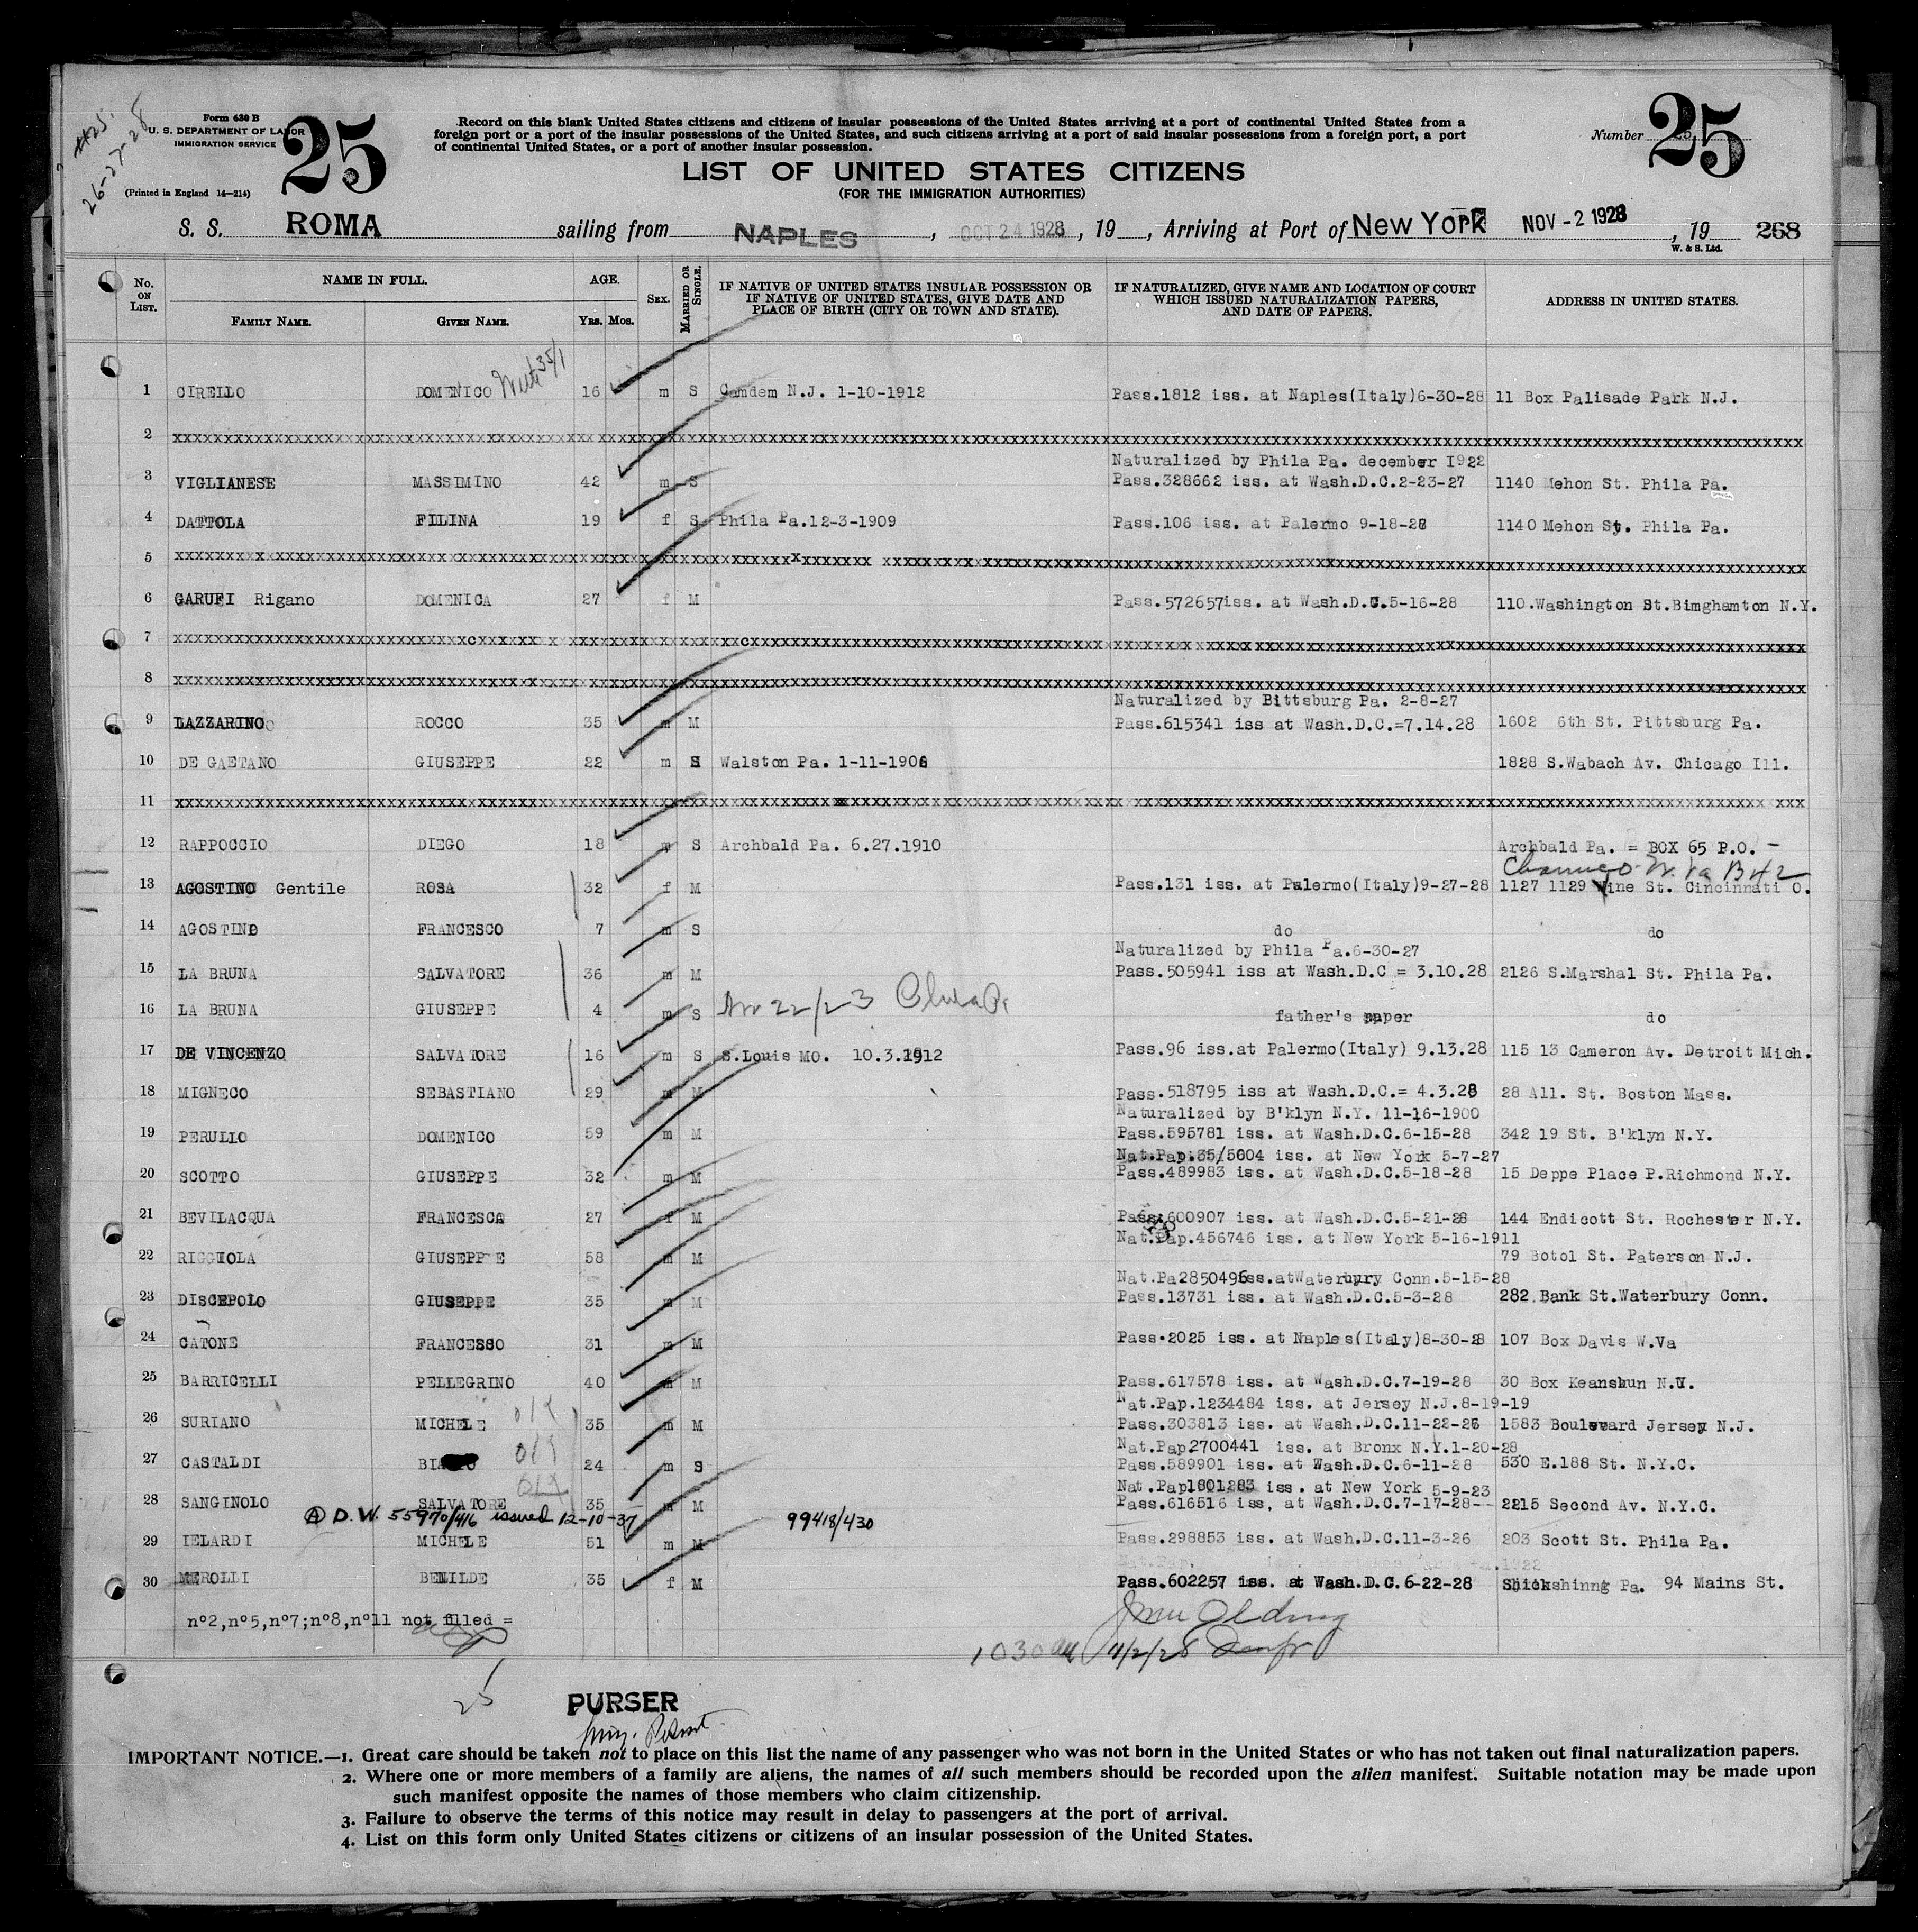 Form 630 B
U. S. DEPARTMENT OF LABOR
IMMIGRATION SERVICE
25
(Printed in England 14—214)
26-27-28
Record on this blank United States citizens and citizens of insular possessions of the United States arriving at a port of continental United States from a
foreign port or a port of the insular possessions of the United States, and such citizens arriving at a port of said insular possessions from a foreign port, a port
of continental United States, or a port of another insular possession.
Number 25
LIST OF UNITED STATES CITIZENS
(FOR THE IMMIGRATION AUTHORITIES)
S. S. ROMA sailing from NAPLES, OCT 24 1928, 19 , Arriving at Port of New York NOV -2 1928, 19 268
W. & S. Ltd.
No. ON LIST. NAME IN FULL. FAMILY NAME. GIVEN NAME. AGE. YRS. MOS. SEX. MARRIED OR SINGLE. IF NATIVE OF UNITED STATES INSULAR POSSESSION OR IF NATIVE OF UNITED STATES, GIVE DATE AND PLACE OF BIRTH (CITY OR TOWN AND STATE). IF NATURALIZED, GIVE NAME AND LOCATION OF COURT WHICH ISSUED NATURALIZATION PAPERS, AND DATE OF PAPERS. ADDRESS IN UNITED STATES.
1 CIRELLO DOMENICO With 35/1 16 m S Camdem N.J. 1-10-1912 Pass.1812 iss. at Naples(Italy)6-30-28 11 Box Palisade Park N.J.
2
Naturalized by Phila Pa. december 1922
3 VIGLIANESE MASSIMINO 42 m S Pass.328662 iss. at Wash.D.C.2-23-27 1140 Mehon St. Phila Pa.
4 DATTOLA FILINA 19 f S Phila Pa.12-3-1909 Pass.106 iss. at Palermo 9-18-28 1140 Mehon St. Phila Pa.
5
6 GARUFI Rigano DOMENICA 27 f M Pass.572657iss. at Wash.D.C.5-16-28 110.Washington St.Bimghamton N.Y.
7
8
Naturalized by Bittsburg Pa. 2-8-27
9 LAZZARINO ROCCO 35 m M Pass.615341 iss at Wash.D.C.=7.14.28 1602 6th St. Pittsburg Pa.
10 DE GAETANO GIUSEPPE 22 m S Walston Pa. 1-11-1906 1828 S.Wabach Av. Chicago Ill.
11
12 RAPPOCCIO DIEGO 18 m S Archbald Pa. 6.27.1910 Archbald Pa. = BOX 65 P.O. -
W. Va B 42
13 AGOSTINO Gentile ROSA 32 f M Pass.131 iss. at Palermo(Italy)9-27-28 1127 1129 Vine St. Cincinnati O.
14 AGOSTINO FRANCESCO 7 m S do do
Naturalized by Phila Pa.6-30-27
15 LA BRUNA SALVATORE 36 m M Pass.505941 iss at Wash.D.C = 3.10.28 2126 S.Marshal St. Phila Pa.
16 LA BRUNA GIUSEPPE 4 m S 22/23 Phila Pa father's paper do
17 DE VINCENZO SALVATORE 16 m S S.Louis MO. 10.3.1912 Pass.96 iss.at Palermo(Italy) 9.13.28 115 13 Cameron Av. Detroit Mich.
18 MIGNECO SEBASTIANO 29 m M Pass.518795 iss at Wash.D.C.= 4.3.28 28 All. St. Boston Mass.
Naturalized by B'klyn N.Y. 11-16-1900
19 PERULLO DOMENICO 59 m M Pass.595781 iss. at Wash.D.C.6-15-28 342 19 St. B'klyn N.Y.
Nat.Pap.35/5004 iss. at New York 5-7-27
20 SCOTTO GIUSEPPE 32 m M Pass.489983 iss. at Wash.D.C.5-18-28 15 Deppe Place P.Richmond N.Y.
21 BEVILACQUA FRANCESCA 27 f M Pass.600907 iss. at Wash.D.C.5-21-28 144 Endicott St. Rochester N.Y.
Nat.Pap.456746 iss. at New York 5-16-1911
22 RIGGIOLA GIUSEPPE 58 m M 79 Botol St. Paterson N.J.
Nat.Pa2850496iss.atWaterbury Conn.5-15-28
23 DISCEPOLO GIUSEPPE 35 m M Pass.13731 iss. at Wash.D.C.5-3-28 282.Bank St.Waterbury Conn.
24 CATONE FRANCESSO 31 m M Pass.2025 iss. at Naples(Italy)8-30-28 107 Box Davis W.Va
25 BARRICELLI PELLEGRINO 40 m M Pass.617578 iss. at Wash.D.C.7-19-28 30 Box Keanskun N.J.
Nat.Pap.1234484 iss. at Jersey N.J.8-19-19
26 SURIANO MICHELE 35 m M Pass.303813 iss. at Wash.D.C.11-22-26 1583 Boulevard Jersey N.J.
Nat.Pap2700441 iss. at Bronx N.Y.1-20-28
27 CASTALDI 24 m S Pass.589901 iss. at Wash.D.C.6-11-28 530 E.188 St. N.Y.C.
Nat.Pap1801283 iss. at New York 5-9-23
28 SANGINOLO SALVATORE 35 m M Pass.616516 iss, at Wash.D.C.7-17-28-- 2215 Second Av. N.Y.C.
A D.W. 55970/416 issued 12-10-37 99418/430
29 IELARDI MICHELE 51 m M Pass.298853 iss. at Wash.D.C.11-3-26 203 Scott St. Phila Pa.
30 MEROLLI BENILDE 35 f M Pass.602257 iss. at Wash.D.C.6-22-28 Shickshinng Pa. 94 Mains St.
n°2,n°5,n°7;n°8,n°11 not filled =
1030 am 11/2/28
25
PURSER
IMPORTANT NOTICE.—1. Great care should be taken not to place on this list the name of any passenger who was not born in the United States or who has not taken out final naturalization papers.
2. Where one or more members of a family are aliens, the names of all such members should be recorded upon the alien manifest. Suitable notation may be made upon
such manifest opposite the names of those members who claim citizenship.
3. Failure to observe the terms of this notice may result in delay to passengers at the port of arrival.
4. List on this form only United States citizens or citizens of an insular possession of the United States.